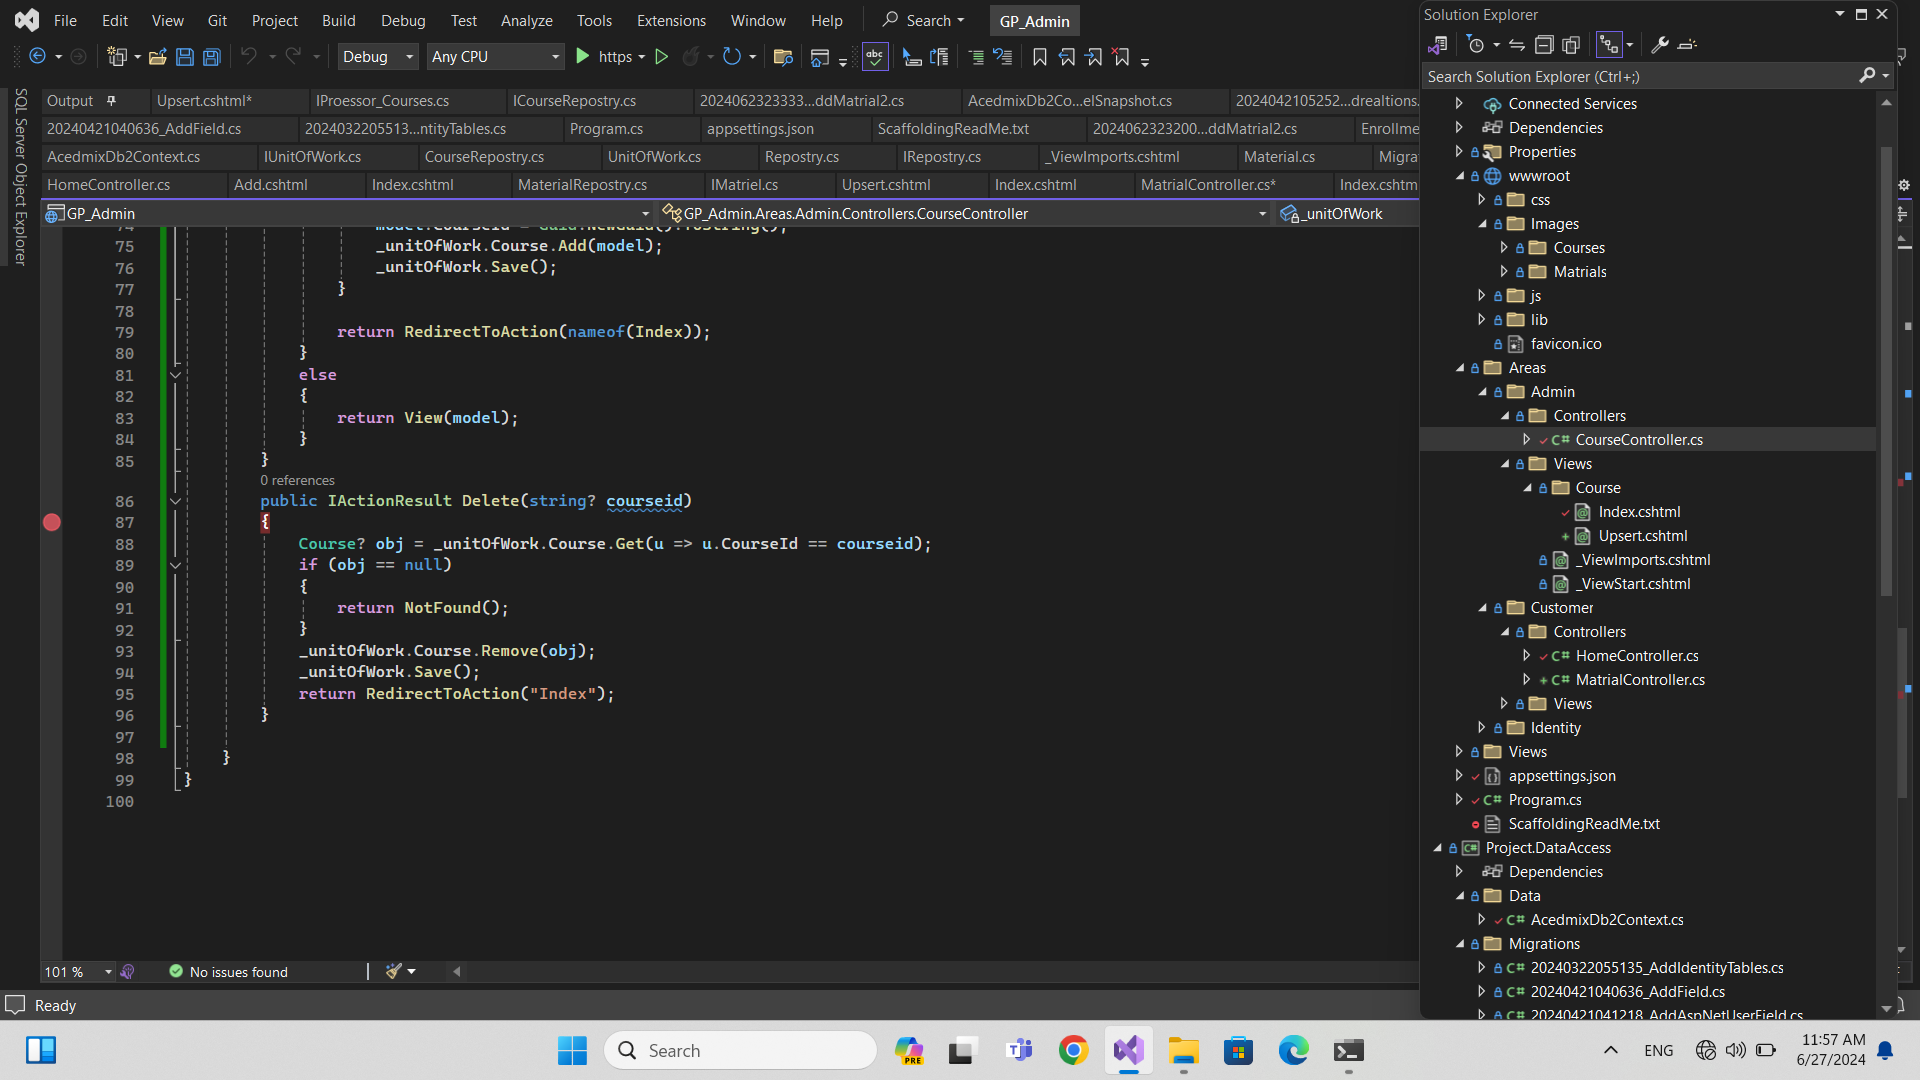 File Edit View Git Project Build Debug Test Analyze Tools Extensions Window Help Search GP_Admin
Debug Any CPU https abc
SQL Server Object Explorer
Output Upsert.cshtml* IProessor_Courses.cs ICourseRepostry.cs 2024062323333...ddMatrial2.cs AcedmixDb2Co...elSnapshot.cs 2024042105252...drealtions.
20240421040636_AddField.cs 2024032205513...ntityTables.cs Program.cs appsettings.json ScaffoldingReadMe.txt 2024062323200...ddMatrial2.cs Enrollme
AcedmixDb2Context.cs IUnitOfWork.cs CourseRepostry.cs UnitOfWork.cs Repostry.cs IRepostry.cs _ViewImports.cshtml Material.cs Migra
HomeController.cs Add.cshtml Index.cshtml MaterialRepostry.cs IMatriel.cs Upsert.cshtml Index.cshtml MatrialController.cs* Index.cshtm
GP_Admin GP_Admin.Areas.Admin.Controllers.CourseController _unitOfWork
74 model.CourseId = Guid.NewGuid().ToString();
75 _unitOfWork.Course.Add(model);
76 _unitOfWork.Save();
77 }
78
79 return RedirectToAction(nameof(Index));
80 }
81 else
82 {
83 return View(model);
84 }
85 }
0 references
86 public IActionResult Delete(string? courseid)
87 {
88 Course? obj = _unitOfWork.Course.Get(u => u.CourseId == courseid);
89 if (obj == null)
90 {
91 return NotFound();
92 }
93 _unitOfWork.Course.Remove(obj);
94 _unitOfWork.Save();
95 return RedirectToAction("Index");
96 }
97
98 }
99 }
100
101 % No issues found
Ready
Solution Explorer
Search Solution Explorer (Ctrl+;)
Connected Services
Dependencies
Properties
wwwroot
css
Images
Courses
Matrials
js
lib
favicon.ico
Areas
Admin
Controllers
C# CourseController.cs
Views
Course
Index.cshtml
Upsert.cshtml
_ViewImports.cshtml
_ViewStart.cshtml
Customer
Controllers
C# HomeController.cs
C# MatrialController.cs
Views
Identity
Views
appsettings.json
C# Program.cs
ScaffoldingReadMe.txt
C# Project.DataAccess
Dependencies
Data
C# AcedmixDb2Context.cs
Migrations
C# 20240322055135_AddIdentityTables.cs
C# 20240421040636_AddField.cs
C# 20240421041218_AddAspNetUserField.cs
Search PRE ENG 11:57 AM
6/27/2024